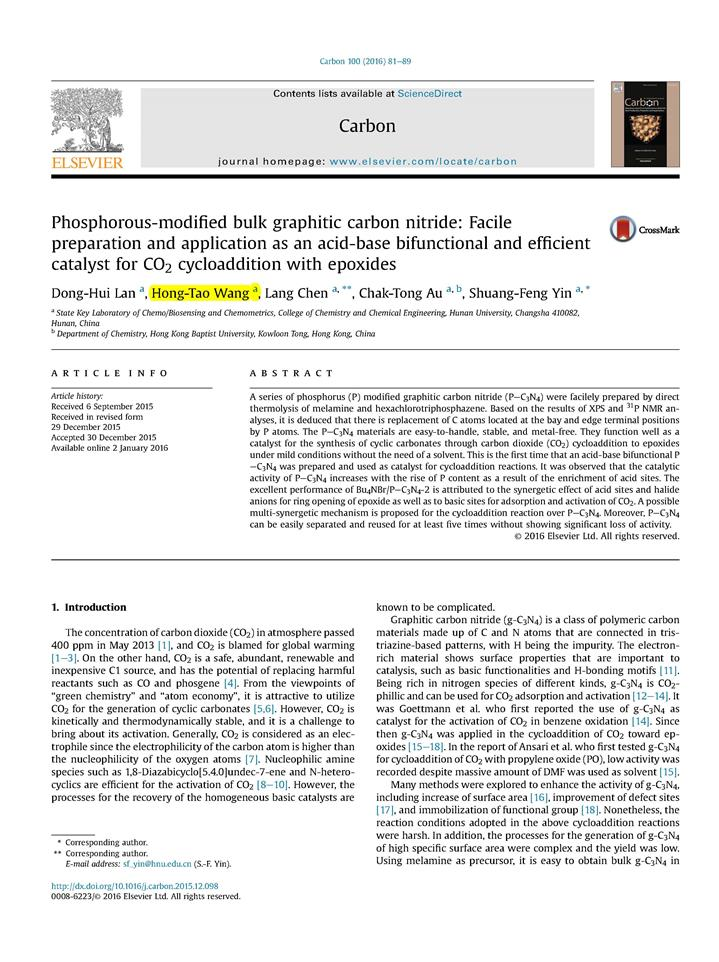 Carbon 100 (2016) 81–89
Contents lists available at ScienceDirect
Carbon
journal homepage: www.elsevier.com/locate/carbon
ELSEVIER
Carbon
Phosphorous-modified bulk graphitic carbon nitride: Facile
preparation and application as an acid-base bifunctional and efficient
catalyst for CO2 cycloaddition with epoxides
CrossMark
Dong-Hui Lan a, Hong-Tao Wang a, Lang Chen a, **, Chak-Tong Au a, b, Shuang-Feng Yin a, *
a State Key Laboratory of Chemo/Biosensing and Chemometrics, College of Chemistry and Chemical Engineering, Hunan University, Changsha 410082,
Hunan, China
b Department of Chemistry, Hong Kong Baptist University, Kowloon Tong, Hong Kong, China
ARTICLE INFO
Article history:
Received 6 September 2015
Received in revised form
29 December 2015
Accepted 30 December 2015
Available online 2 January 2016
ABSTRACT
A series of phosphorus (P) modified graphitic carbon nitride (P–C3N4) were facilely prepared by direct
thermolysis of melamine and hexachlorotriphosphazene. Based on the results of XPS and 31P NMR an-
alyses, it is deduced that there is replacement of C atoms located at the bay and edge terminal positions
by P atoms. The P–C3N4 materials are easy-to-handle, stable, and metal-free. They function well as a
catalyst for the synthesis of cyclic carbonates through carbon dioxide (CO2) cycloaddition to epoxides
under mild conditions without the need of a solvent. This is the first time that an acid-base bifunctional P
–C3N4 was prepared and used as catalyst for cycloaddition reactions. It was observed that the catalytic
activity of P–C3N4 increases with the rise of P content as a result of the enrichment of acid sites. The
excellent performance of Bu4NBr/P–C3N4-2 is attributed to the synergetic effect of acid sites and halide
anions for ring opening of epoxide as well as to basic sites for adsorption and activation of CO2. A possible
multi-synergetic mechanism is proposed for the cycloaddition reaction over P–C3N4. Moreover, P–C3N4
can be easily separated and reused for at least five times without showing significant loss of activity.
© 2016 Elsevier Ltd. All rights reserved.
1. Introduction
The concentration of carbon dioxide (CO2) in atmosphere passed
400 ppm in May 2013 [1], and CO2 is blamed for global warming
[1–3]. On the other hand, CO2 is a safe, abundant, renewable and
inexpensive C1 source, and has the potential of replacing harmful
reactants such as CO and phosgene [4]. From the viewpoints of
“green chemistry” and “atom economy”, it is attractive to utilize
CO2 for the generation of cyclic carbonates [5,6]. However, CO2 is
kinetically and thermodynamically stable, and it is a challenge to
bring about its activation. Generally, CO2 is considered as an elec-
trophile since the electrophilicity of the carbon atom is higher than
the nucleophilicity of the oxygen atoms [7]. Nucleophilic amine
species such as 1,8-Diazabicyclo[5.4.0]undec-7-ene and N-hetero-
cyclics are efficient for the activation of CO2 [8–10]. However, the
processes for the recovery of the homogeneous basic catalysts are
known to be complicated.
Graphitic carbon nitride (g-C3N4) is a class of polymeric carbon
materials made up of C and N atoms that are connected in tris-
triazine-based patterns, with H being the impurity. The electron-
rich material shows surface properties that are important to
catalysis, such as basic functionalities and H-bonding motifs [11].
Being rich in nitrogen species of different kinds, g-C3N4 is CO2-
phillic and can be used for CO2 adsorption and activation [12–14]. It
was Goettmann et al. who first reported the use of g-C3N4 as
catalyst for the activation of CO2 in benzene oxidation [14]. Since
then g-C3N4 was applied in the cycloaddition of CO2 toward ep-
oxides [15–18]. In the report of Ansari et al. who first tested g-C3N4
for cycloaddition of CO2 with propylene oxide (PO), low activity was
recorded despite massive amount of DMF was used as solvent [15].
Many methods were explored to enhance the activity of g-C3N4,
including increase of surface area [16], improvement of defect sites
[17], and immobilization of functional group [18]. Nonetheless, the
reaction conditions adopted in the above cycloaddition reactions
were harsh. In addition, the processes for the generation of g-C3N4
of high specific surface area were complex and the yield was low.
Using melamine as precursor, it is easy to obtain bulk g-C3N4 in
* Corresponding author.
** Corresponding author.
E-mail address: sf_yin@hnu.edu.cn (S.-F. Yin).
http://dx.doi.org/10.1016/j.carbon.2015.12.098
0008-6223/© 2016 Elsevier Ltd. All rights reserved.